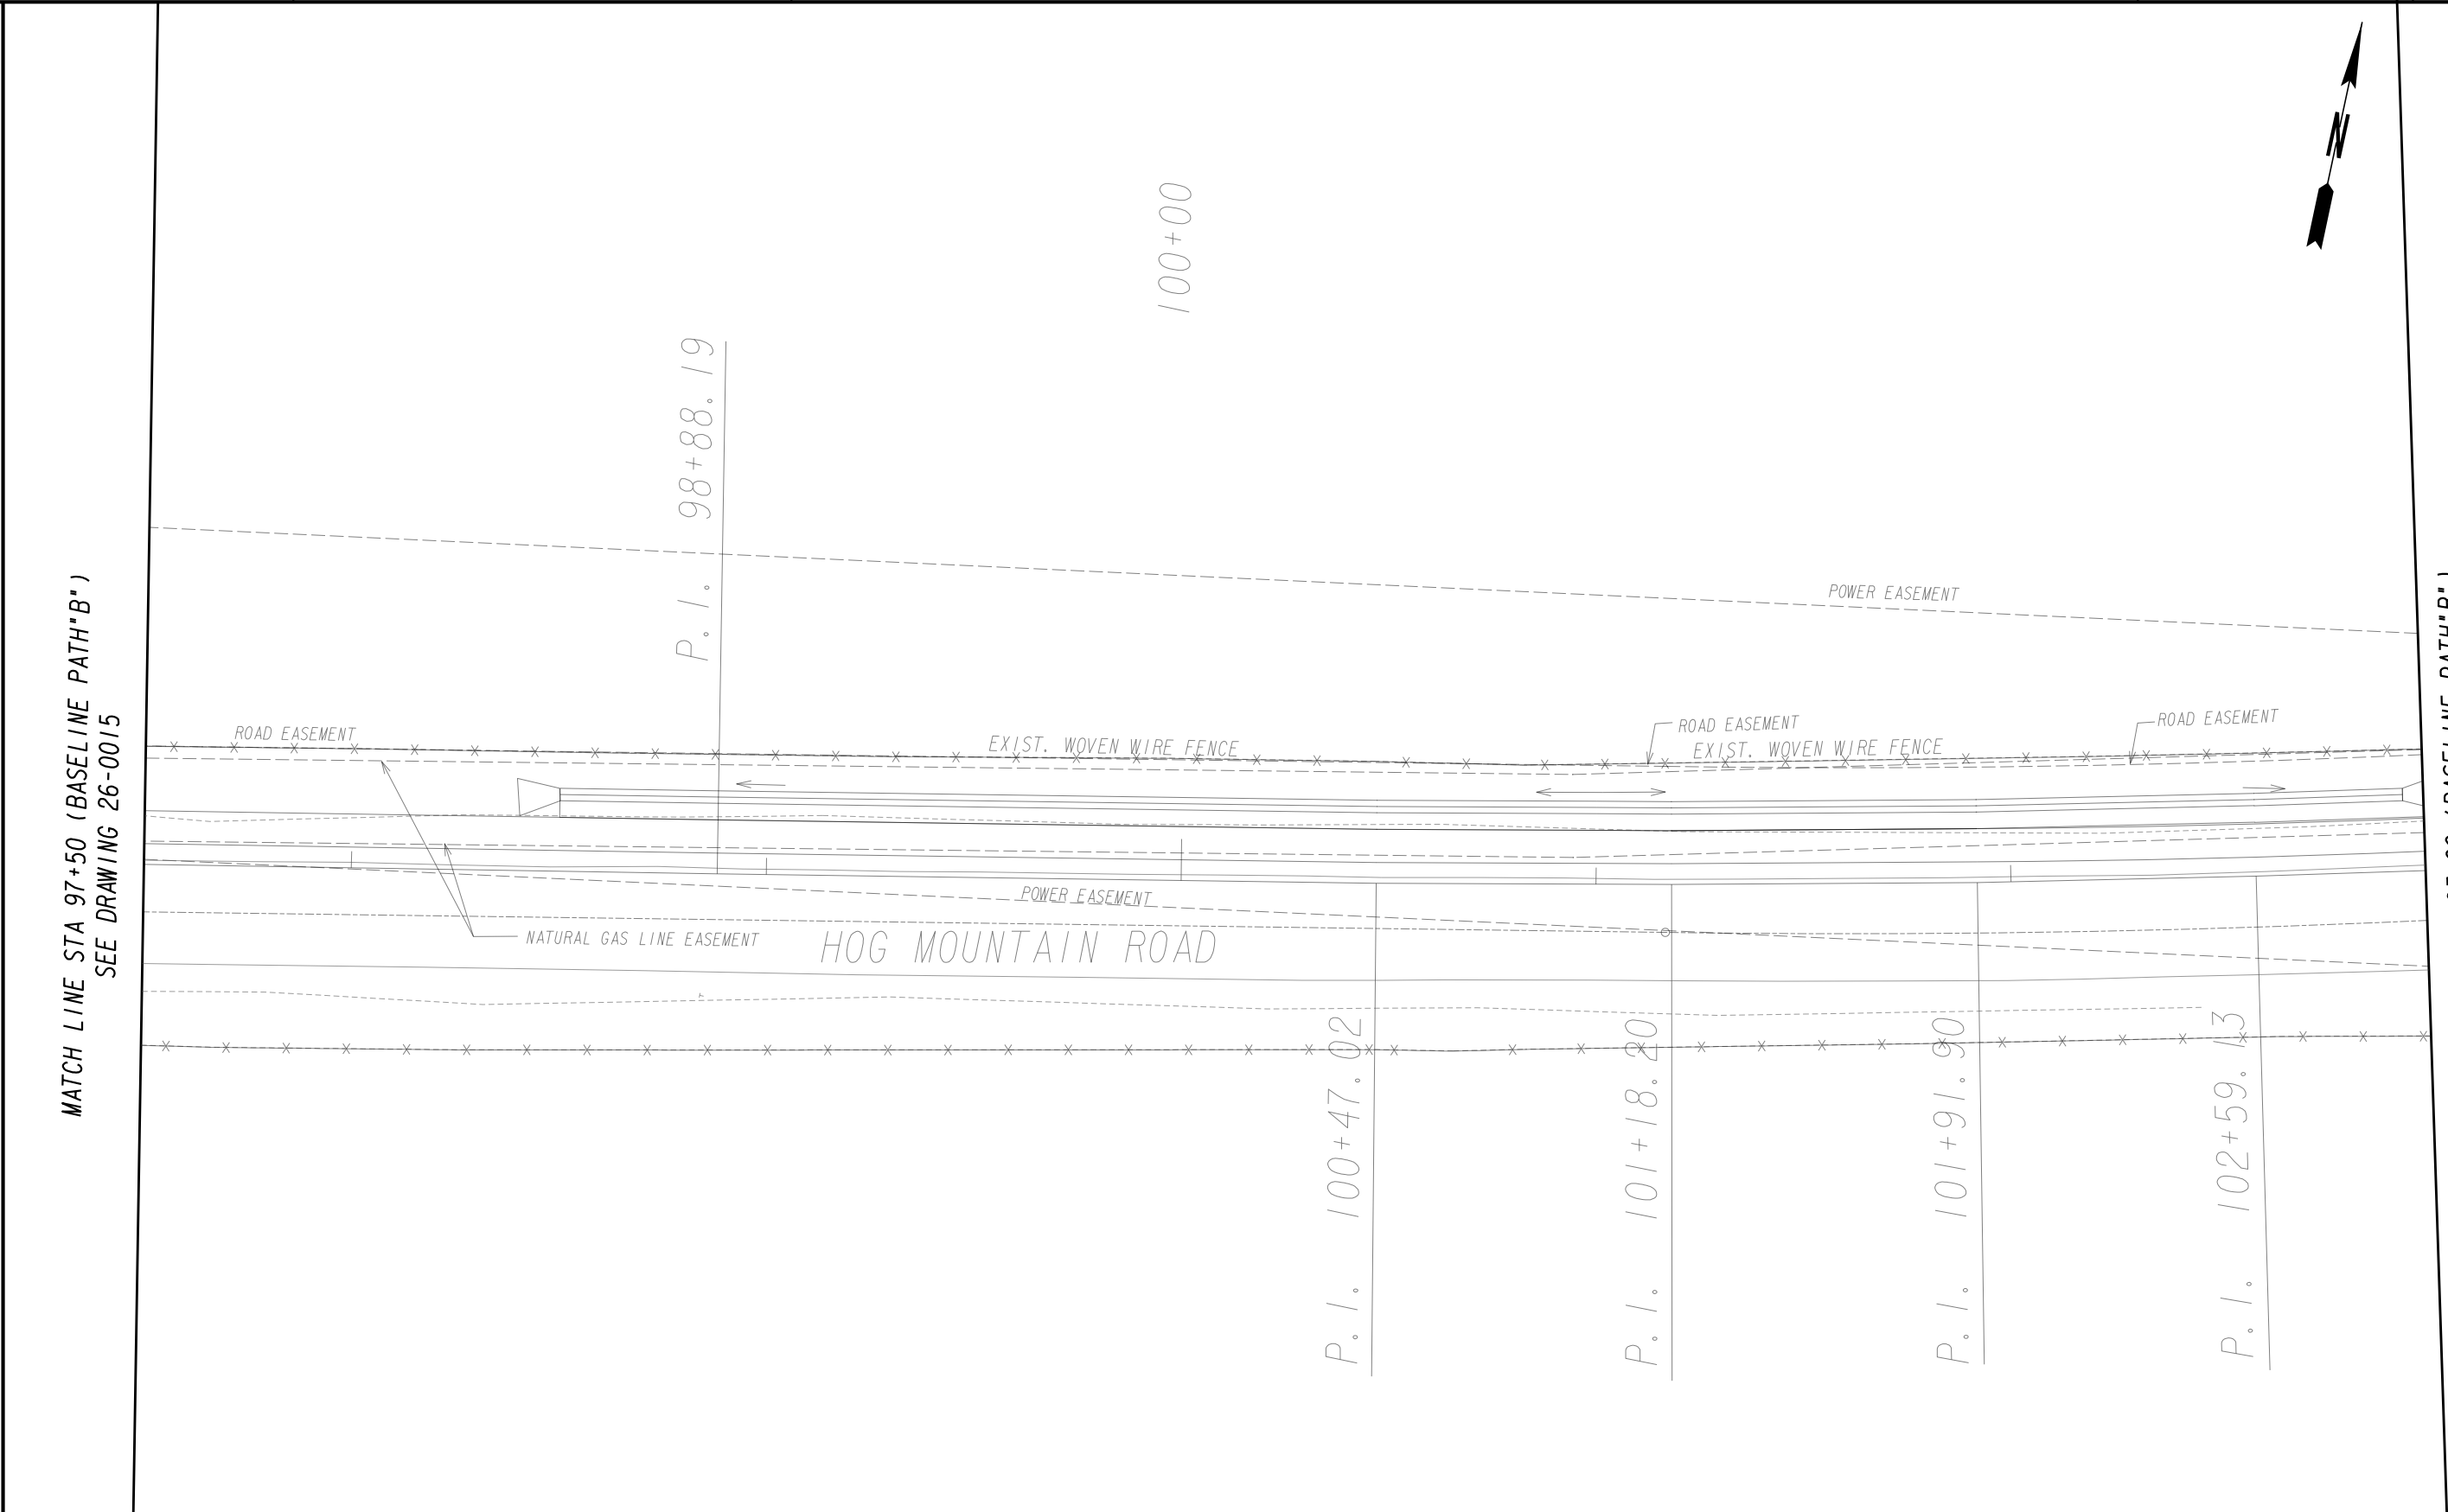 MATCH LINE STA 97+50 (BASELINE PATH"B")
SEE DRAWING 26-0015
N
100+00
P.I. 98+88.19
POWER EASEMENT
ROAD EASEMENT
EXIST. WOVEN WIRE FENCE
ROAD EASEMENT
EXIST. WOVEN WIRE FENCE
ROAD EASEMENT
POWER EASEMENT
NATURAL GAS LINE EASEMENT
HOG MOUNTAIN ROAD
P.I. 100+47.02
P.I. 101+18.20
P.I. 101+91.90
P.I. 102+59.13